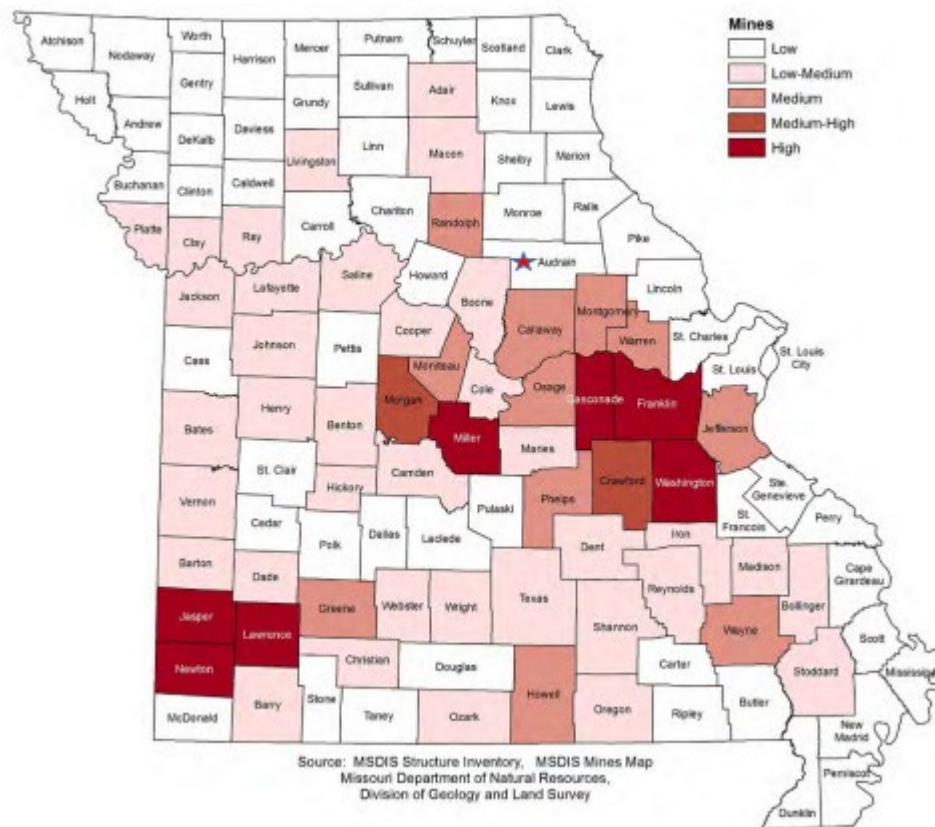 Mines
Low
Low-Medium
Medium
Medium-High
High
Atchison
Nodaway
Worth
Harrison
Mercer
Putnam
Schuyler
Scotland
Clark
Gentry
Sullivan
Adair
Knox
Lewis
Holt
Andrew
DeKalb
Daviess
Grundy
Livingston
Linn
Macon
Shelby
Marion
Buchanan
Clinton
Caldwell
Carroll
Chariton
Randolph
Monroe
Ralls
Pike
Platte
Clay
Ray
Saline
Howard
Audrain
Jackson
Lafayette
Boone
Lincoln
Cooper
Callaway
Montgomery
Warren
St. Charles
Cass
Johnson
Pettis
Moniteau
Cole
Osage
Gasconade
Franklin
St. Louis
St. Louis
City
Morgan
Miller
Jefferson
Bates
Henry
Benton
Maries
Camden
Phelps
Crawford
Washington
Ste.
Genevieve
St. Clair
Hickory
Pulaski
St.
Francois
Perry
Vernon
Cedar
Polk
Dallas
Laclede
Dent
Iron
Madison
Cape
Girardeau
Barton
Dade
Greene
Webster
Wright
Texas
Reynolds
Bollinger
Jasper
Lawrence
Shannon
Wayne
Scott
Newton
Christian
Douglas
Carter
Stoddard
Mississippi
McDonald
Barry
Stone
Taney
Ozark
Howell
Oregon
Ripley
Butler
New
Madrid
Pemiscot
Dunklin
Source: MSDIS Structure Inventory, MSDIS Mines Map
Missouri Department of Natural Resources,
Division of Geology and Land Survey